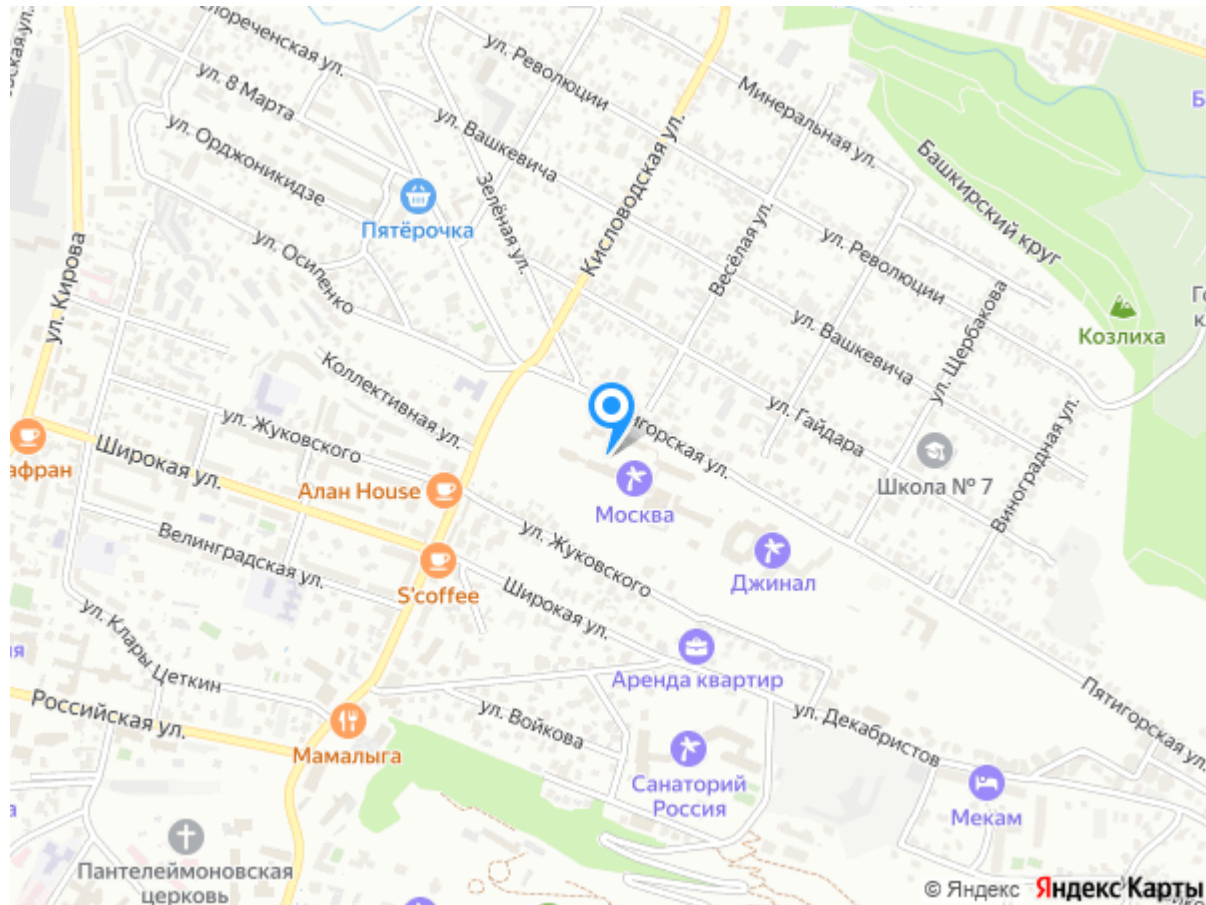 ул. Революции
ул. 8 Марта
Минеральная ул.
ул. Вашкевича
Кисловодская ул.
ул. Орджоникидзе
Башкирский круг
Зелёная ул.
Пятёрочка
Весёлая ул.
ул. Революции
ул. Осипенко
ул. Кирова
Козлиха
ул. Щербакова
ул. Вашкевича
Коллективная ул.
ул. Гайдара
ул. Жуковского
Виноградная ул.
Широкая ул.
Алан House
Москва
Школа № 7
ул. Жуковского
Велинградская ул.
Джинал
S'coffee
Широкая ул.
ул. Клары Цеткин
Аренда квартир
Пятигорская ул.
Российская ул.
ул. Войкова
ул. Декабристов
Мамалыга
Санаторий
Россия
Мекам
Пантелеймоновская
церковь
© Яндекс Яндекс Карты